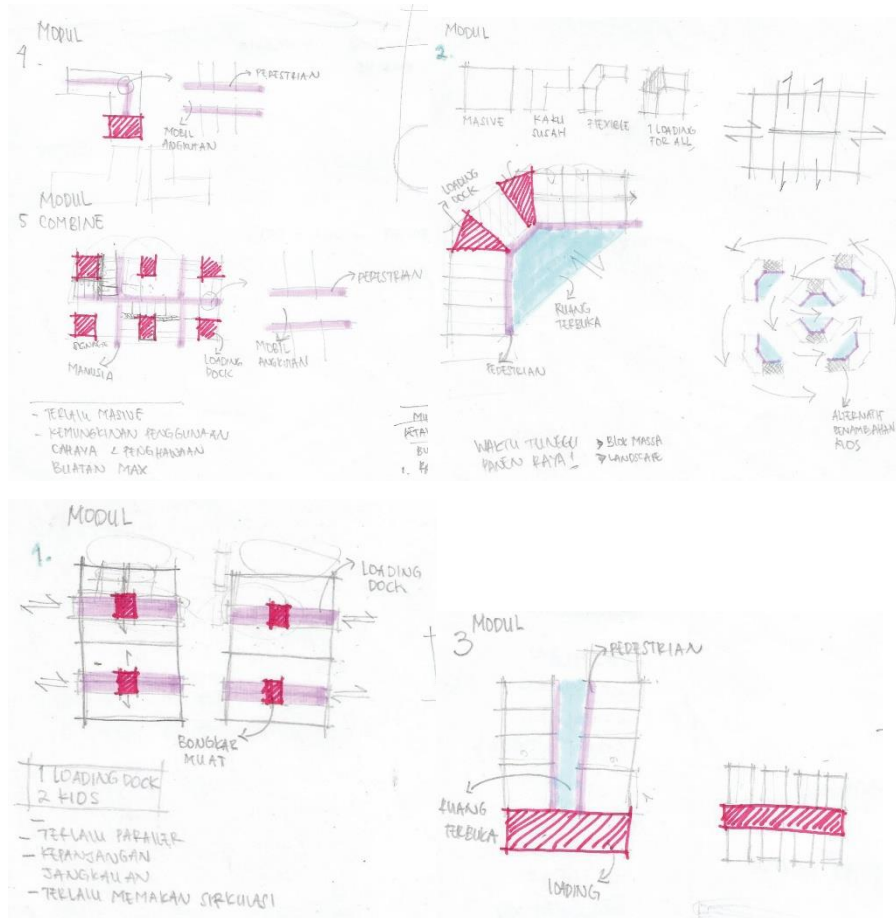 MODUL
4.
PEDESTRIAN
MOBIL
ANGKUTAN
MODUL
5 COMBINE
PEDESTRIAN
MOBIL
ANGKUTAN
MANUSIA
LOADING
DOCK
- TERLALU MASIVE
- KEMUNGKINAN PENGGUNAAN
CAHAYA & PENGHAWAAN
BUATAN MAX
MODUL
2.
MASIVE
KAKU
SUSAH
FLEXIBLE
1 LOADING
FOR ALL
LOADING
DOCK
RUANG
TERBUKA
PEDESTRIAN
WAKTU TUNGGU
PANEN RAYA!
BLOK MASSA
LANDSCAPE
ALTERNATIF
PENAMBAHAN
KIOS
MODUL
1.
LOADING
DOCK
BONGKAR
MUAT
1 LOADING DOCK
2 KIOS
- TERLALU PARALLER
- KEPANJANGAN
JANGKAUAN
- TERLALU MEMAKAN SIRKULASI
MODUL
3
PEDESTRIAN
RUANG
TERBUKA
LOADING